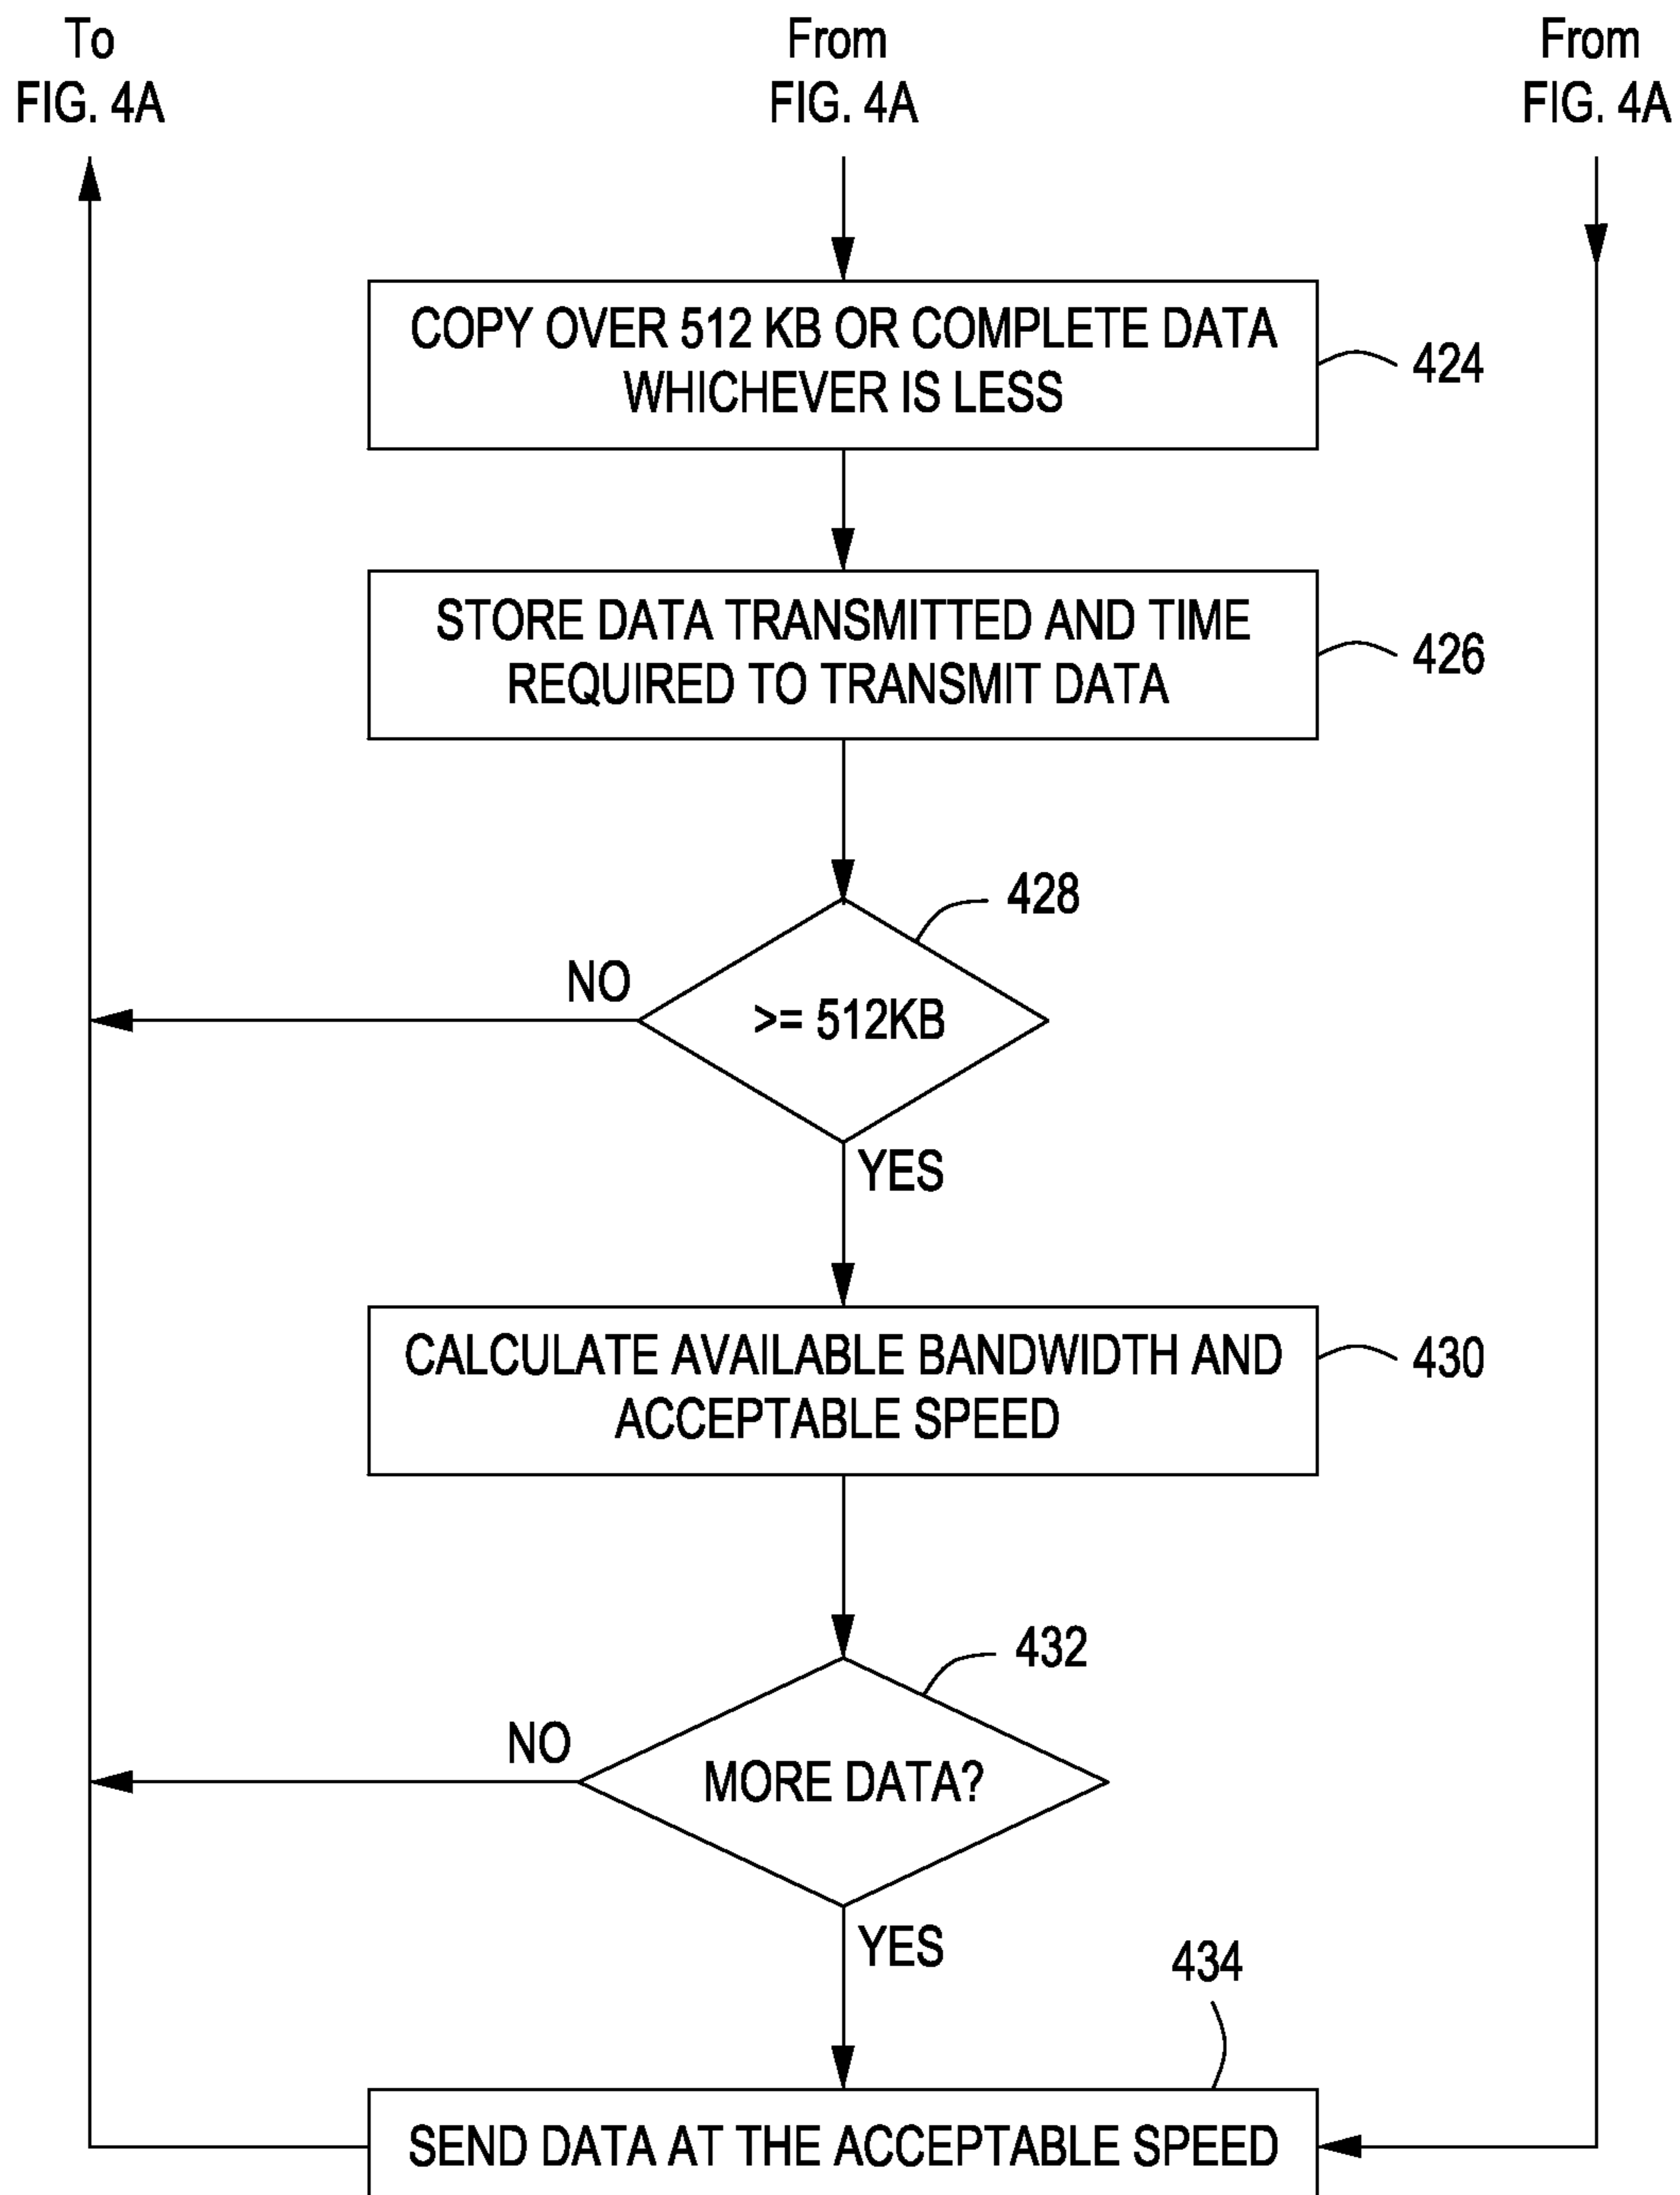 To
FIG. 4A
From
FIG. 4A
From
FIG. 4A
COPY OVER 512 KB OR COMPLETE DATA
WHICHEVER IS LESS
424
STORE DATA TRANSMITTED AND TIME
REQUIRED TO TRANSMIT DATA
426
428
NO
>= 512KB
YES
CALCULATE AVAILABLE BANDWIDTH AND
ACCEPTABLE SPEED
430
432
NO
MORE DATA?
YES
434
SEND DATA AT THE ACCEPTABLE SPEED